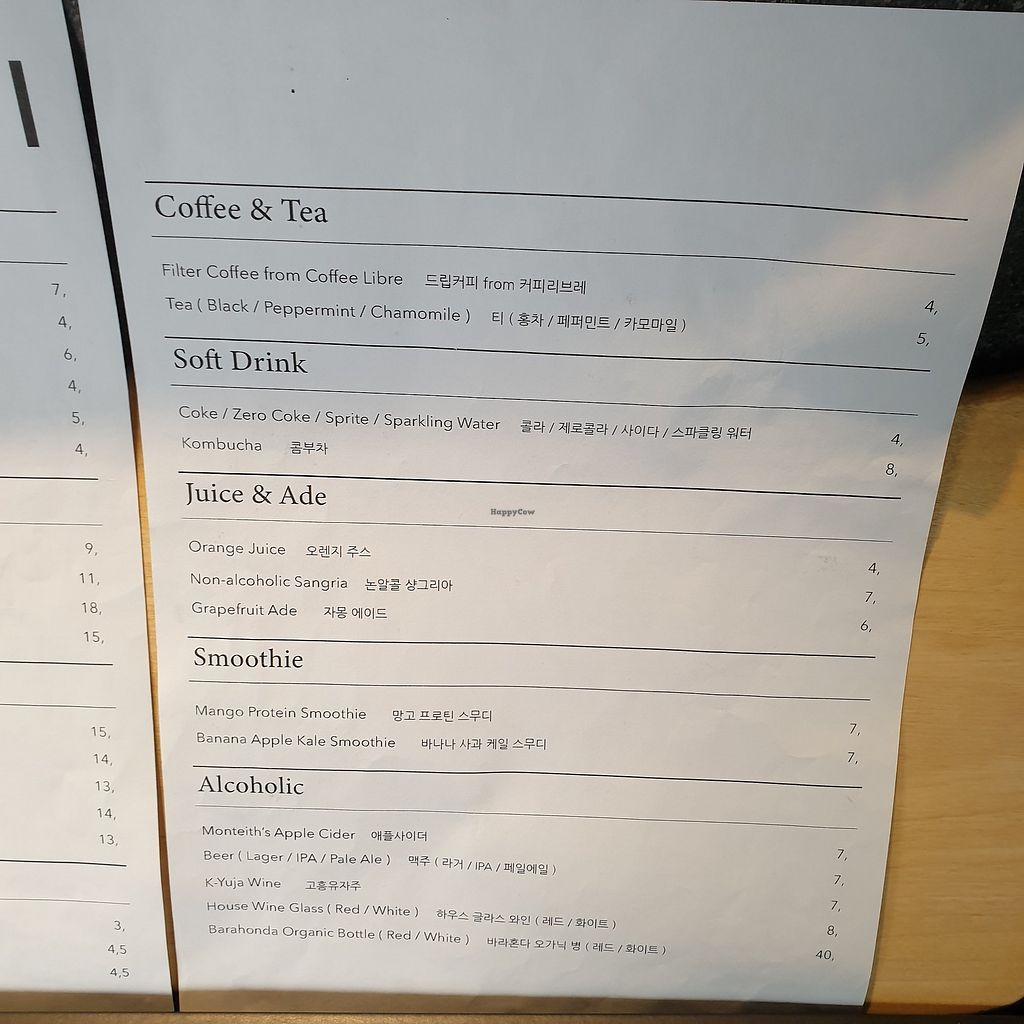 7,
4,
6,
4,
5,
4,
9,
11,
18,
15,
15,
14,
13,
14,
13,
3,
4,5
4,5
Coffee & Tea
Filter Coffee from Coffee Libre 드립커피 from 커피리브레 4,
Tea ( Black / Peppermint / Chamomile ) 티 ( 홍차 / 페퍼민트 / 카모마일 ) 5,
Soft Drink
Coke / Zero Coke / Sprite / Sparkling Water 콜라 / 제로콜라 / 사이다 / 스파클링 워터 4,
Kombucha 콤부차 8,
Juice & Ade
HappyCow
Orange Juice 오렌지 주스 4,
Non-alcoholic Sangria 논알콜 샹그리아 7,
Grapefruit Ade 자몽 에이드 6,
Smoothie
Mango Protein Smoothie 망고 프로틴 스무디 7,
Banana Apple Kale Smoothie 바나나 사과 케일 스무디 7,
Alcoholic
Monteith's Apple Cider 애플사이더 7,
Beer ( Lager / IPA / Pale Ale ) 맥주 ( 라거 / IPA / 페일에일 ) 7,
K-Yuja Wine 고흥유자주 7,
House Wine Glass ( Red / White ) 하우스 글라스 와인 ( 레드 / 화이트 ) 8,
Barahonda Organic Bottle ( Red / White ) 바라혼다 오가닉 병 ( 레드 / 화이트 ) 40,